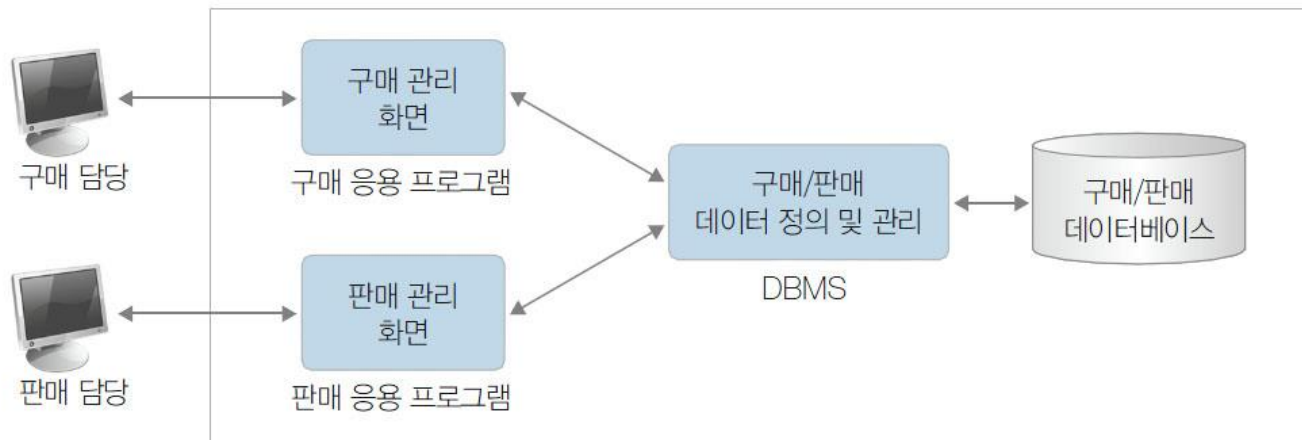 구매 담당
구매 관리
화면
구매 응용 프로그램
판매 담당
판매 관리
화면
판매 응용 프로그램
구매/판매
데이터 정의 및 관리
DBMS
구매/판매
데이터베이스